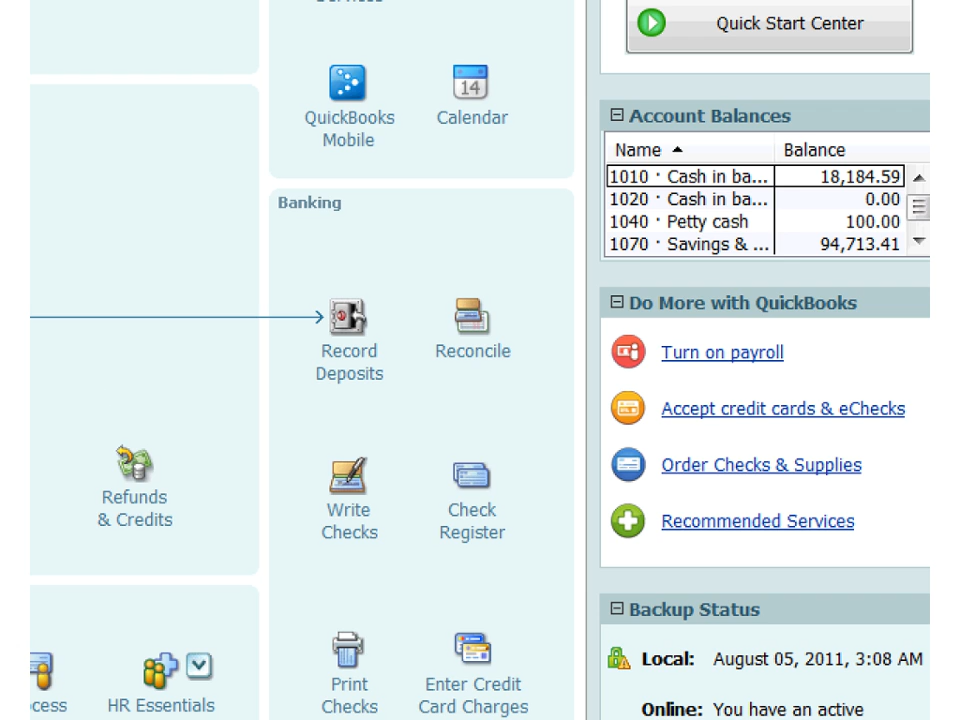 QuickBooks
Mobile
Calendar
14
Banking
Record
Deposits
Reconcile
Refunds
& Credits
Write
Checks
Check
Register
HR Essentials
Print
Checks
Enter Credit
Card Charges
Quick Start Center
Account Balances
Name Balance
1010 · Cash in ba... 18,184.59
1020 · Cash in ba... 0.00
1040 · Petty cash 100.00
1070 · Savings & ... 94,713.41
Do More with QuickBooks
Turn on payroll
Accept credit cards & eChecks
Order Checks & Supplies
Recommended Services
Backup Status
Local: August 05, 2011, 3:08 AM
Online: You have an active